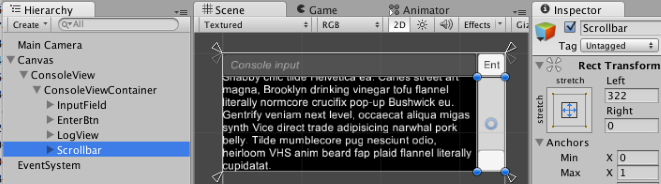 Hierarchy
Create
All
Main Camera
Canvas
ConsoleView
ConsoleViewContainer
InputField
EnterBtn
LogView
Scrollbar
EventSystem
Scene
Game
Animator
Textured
RGB
2D
Effects
Giz
Console input
Ent
Shabby chic tilde Helvetica ea. Carles street art
magna, Brooklyn drinking vinegar tofu flannel
literally normcore crucifix pop-up Bushwick eu.
Gentrify veniam next level, occaecat aliqua migas
synth Vice direct trade adipisicing narwhal pork
belly. Tilde mumblecore pug nesciunt odio,
heirloom VHS anim beard fap plaid flannel literally
cupidatat.
Inspector
Scrollbar
Tag Untagged
Rect Transform
stretch
stretch
Left
322
Right
0
Anchors
Min X 0
Max X 1